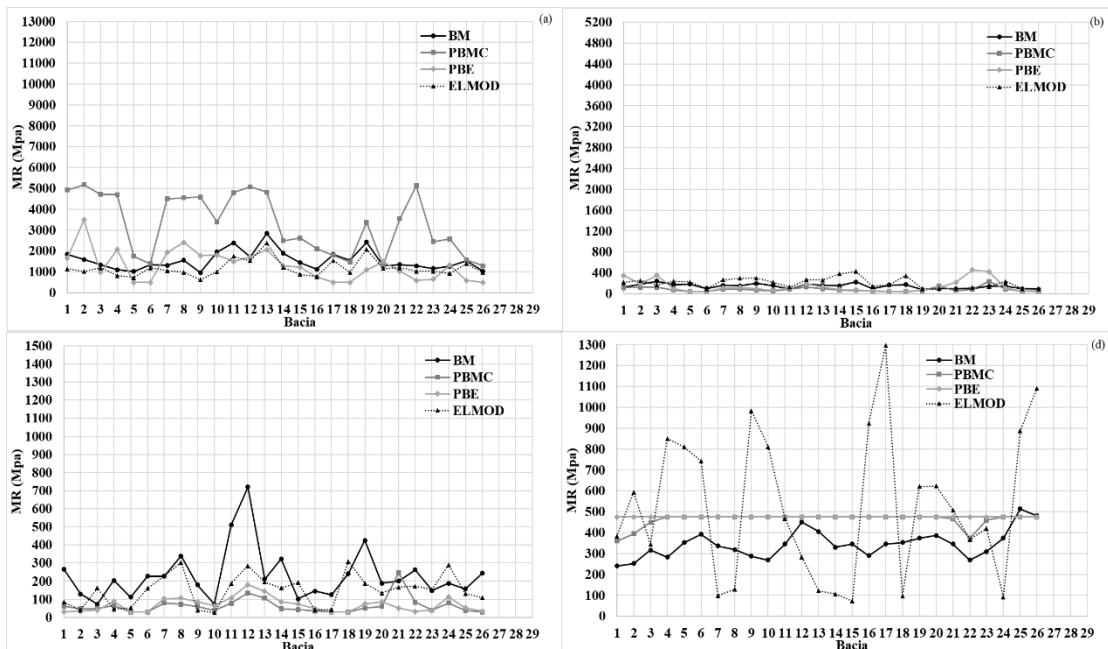 (a)
MR (Mpa)
13000
12000
11000
10000
9000
8000
7000
6000
5000
4000
3000
2000
1000
0
BM
PBMC
PBE
ELMOD
1 2 3 4 5 6 7 8 9 10 11 12 13 14 15 16 17 18 19 20 21 22 23 24 25 26 27 28 29
Bacia
(b)
MR (Mpa)
5200
4800
4400
4000
3600
3200
2800
2400
2000
1600
1200
800
400
0
BM
PBMC
PBE
ELMOD
1 2 3 4 5 6 7 8 9 10 11 12 13 14 15 16 17 18 19 20 21 22 23 24 25 26 27 28 29
Bacia
MR (Mpa)
1500
1400
1300
1200
1100
1000
900
800
700
600
500
400
300
200
100
0
BM
PBMC
PBE
ELMOD
1 2 3 4 5 6 7 8 9 10 11 12 13 14 15 16 17 18 19 20 21 22 23 24 25 26 27 28 29
Bacia
(d)
MR (Mpa)
1300
1200
1100
1000
900
800
700
600
500
400
300
200
100
0
BM
PBMC
PBE
ELMOD
1 2 3 4 5 6 7 8 9 10 11 12 13 14 15 16 17 18 19 20 21 22 23 24 25 26 27 28 29
Bacia